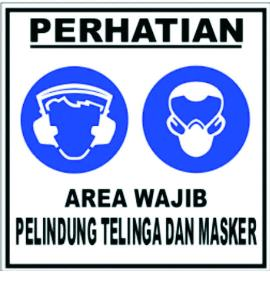 PERHATIAN
AREA WAJIB
PELINDUNG TELINGA DAN MASKER